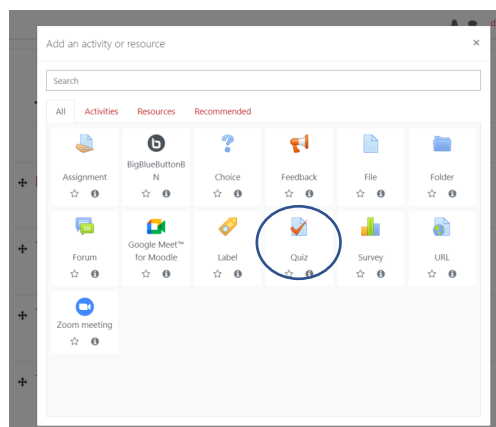 Add an activity or resource ×
Search
All Activities Resources Recommended
Assignment BigBlueButtonB
N Choice Feedback File Folder
Forum Google Meet™
for Moodle Label Quiz Survey URL
Zoom meeting